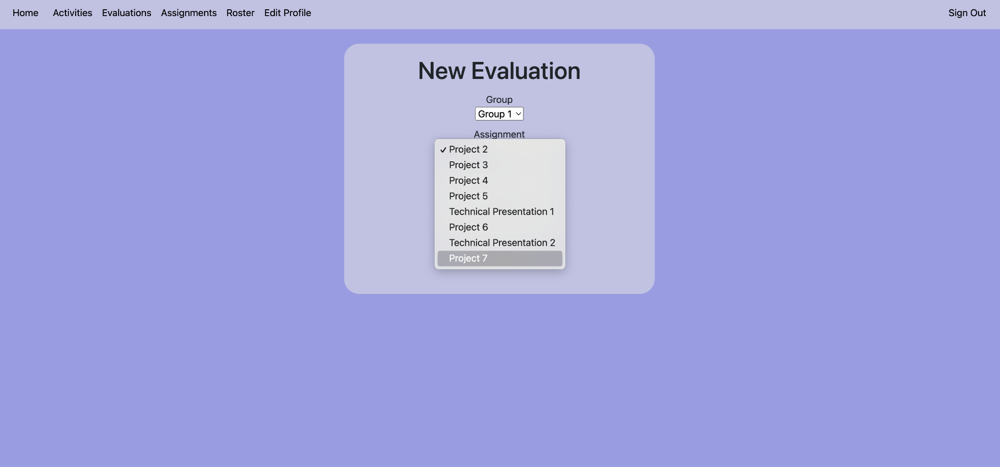 Home Activities Evaluations Assignments Roster Edit Profile Sign Out
New Evaluation
Group
Group 1
Assignment
Project 2
Project 3
Project 4
Project 5
Technical Presentation 1
Project 6
Technical Presentation 2
Project 7